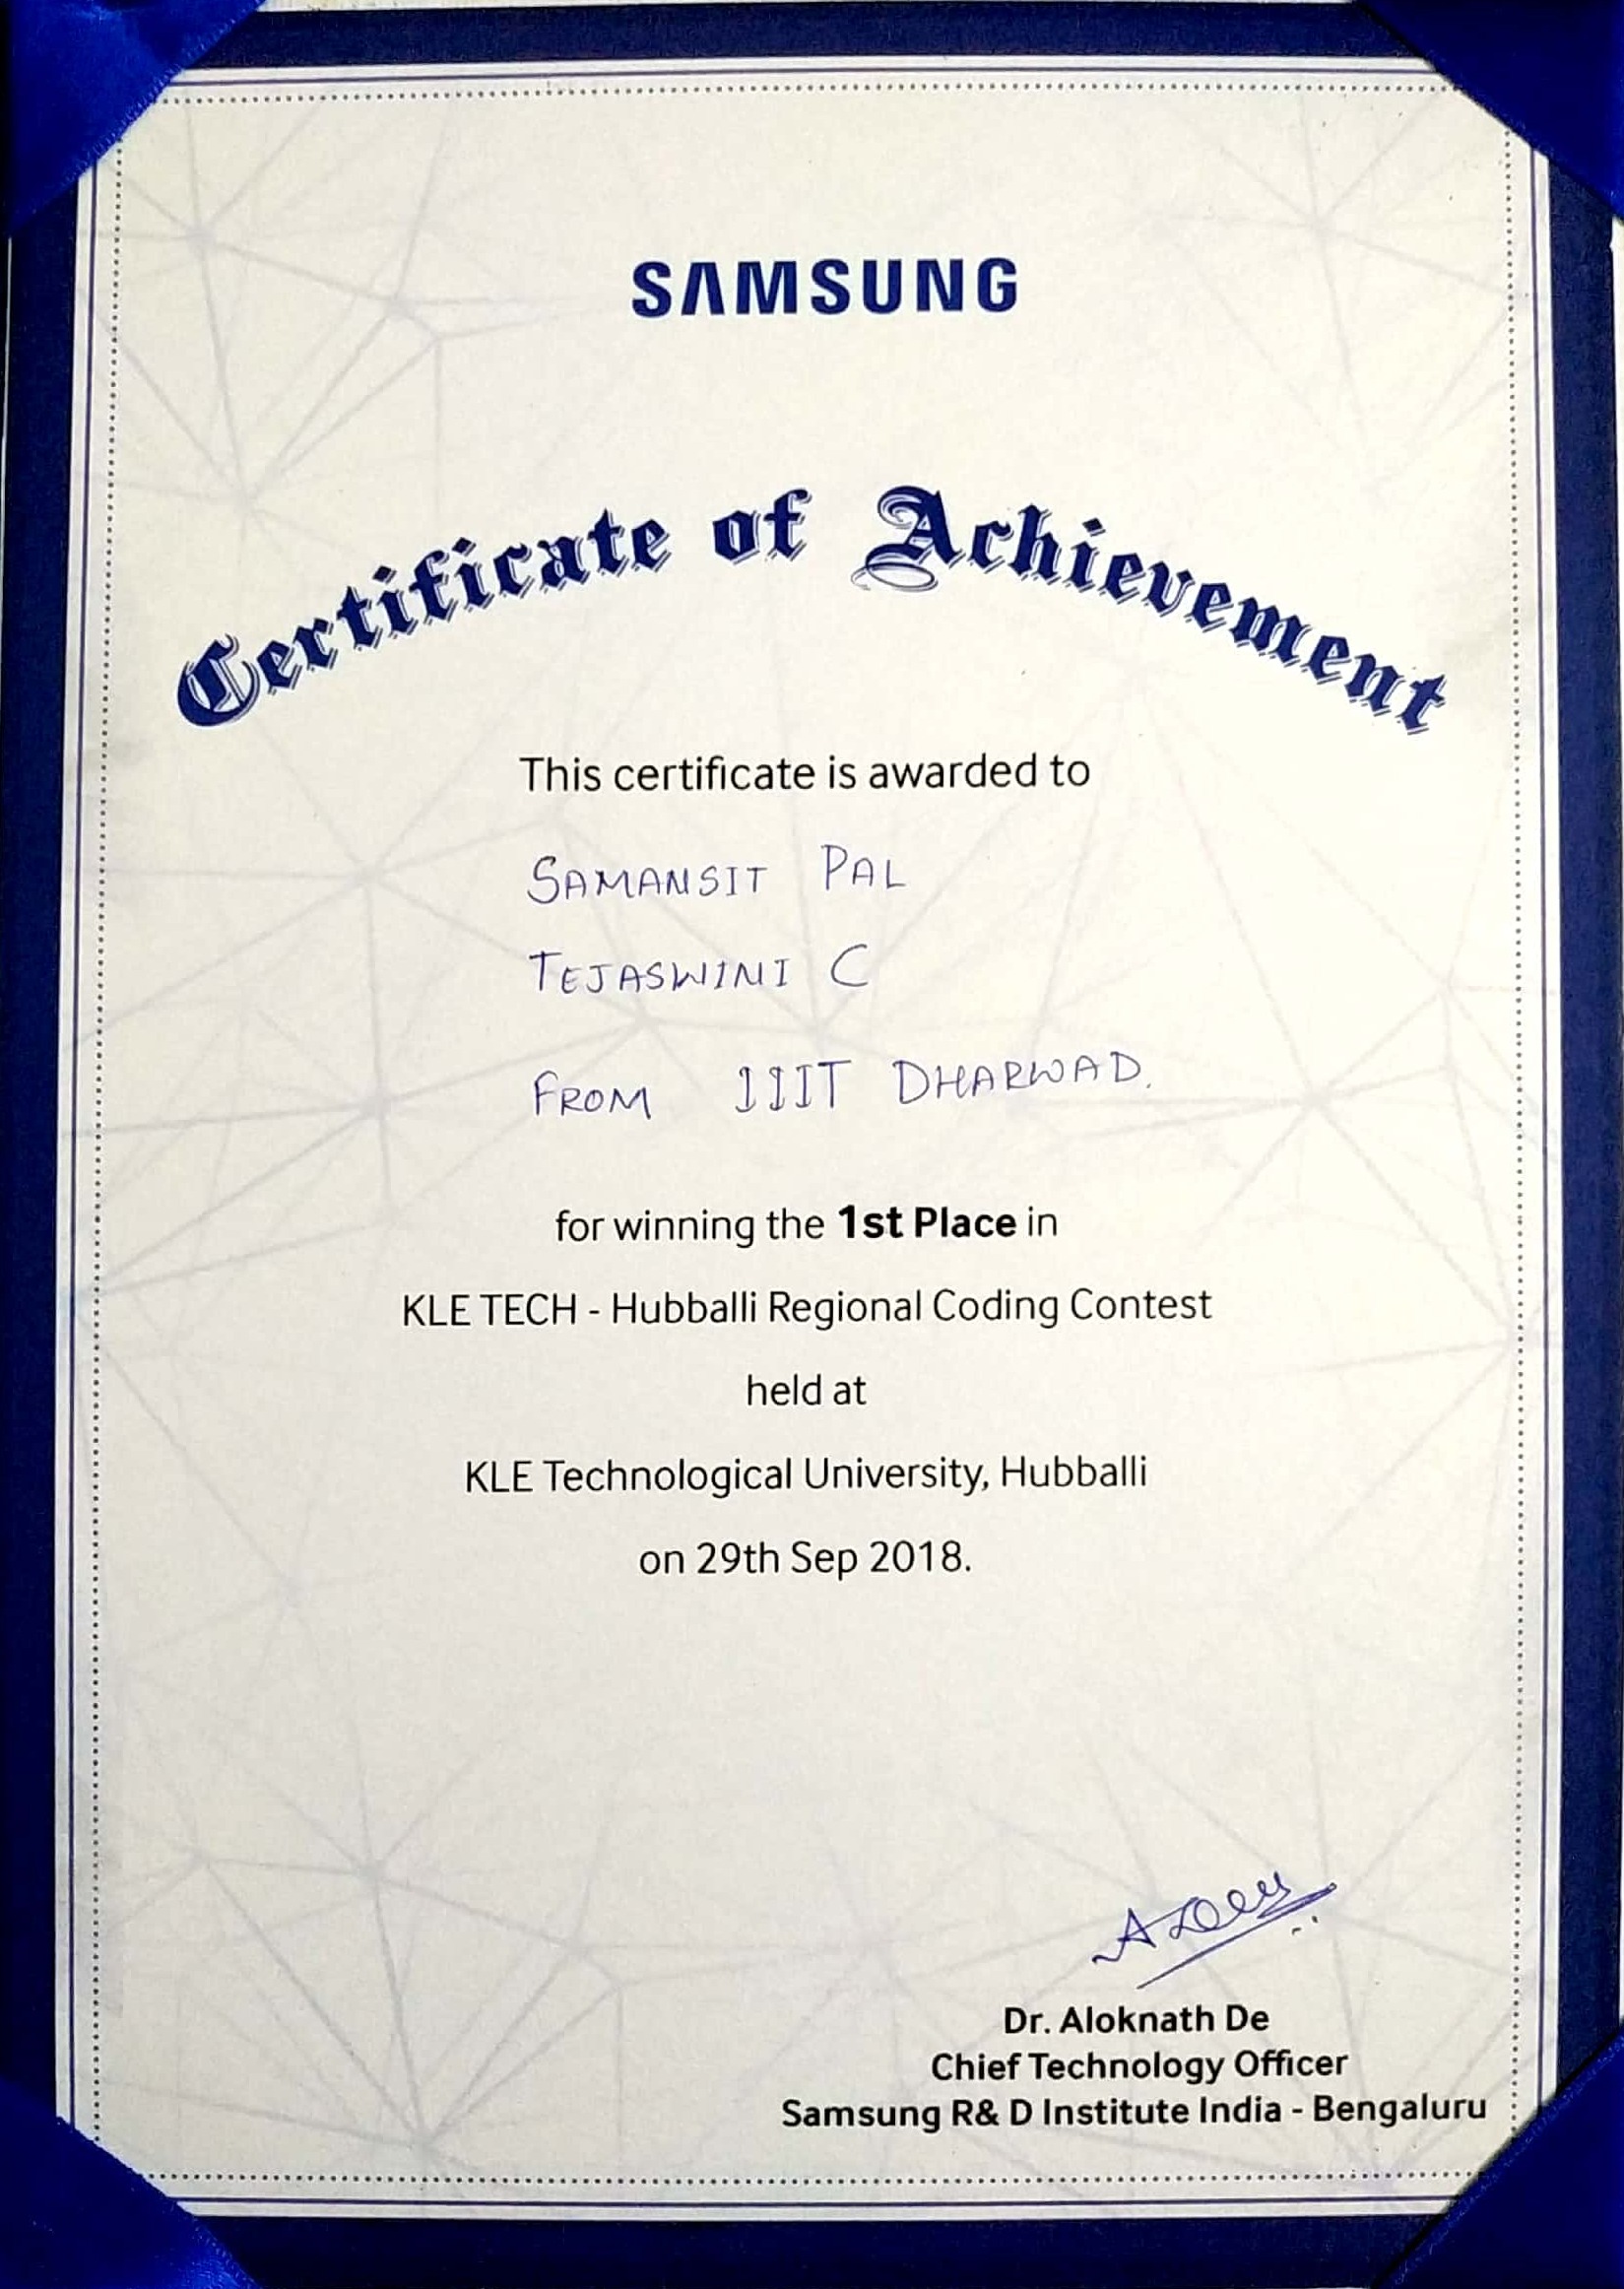 SAMSUNG
Certificate of Achievement
This certificate is awarded to
SAMANSIT PAL
TEJASWINI C
FROM IIIT DHARWAD.
for winning the 1st Place in
KLE TECH - Hubballi Regional Coding Contest
held at
KLE Technological University, Hubballi
on 29th Sep 2018.
Dr. Aloknath De
Chief Technology Officer
Samsung R& D Institute India - Bengaluru